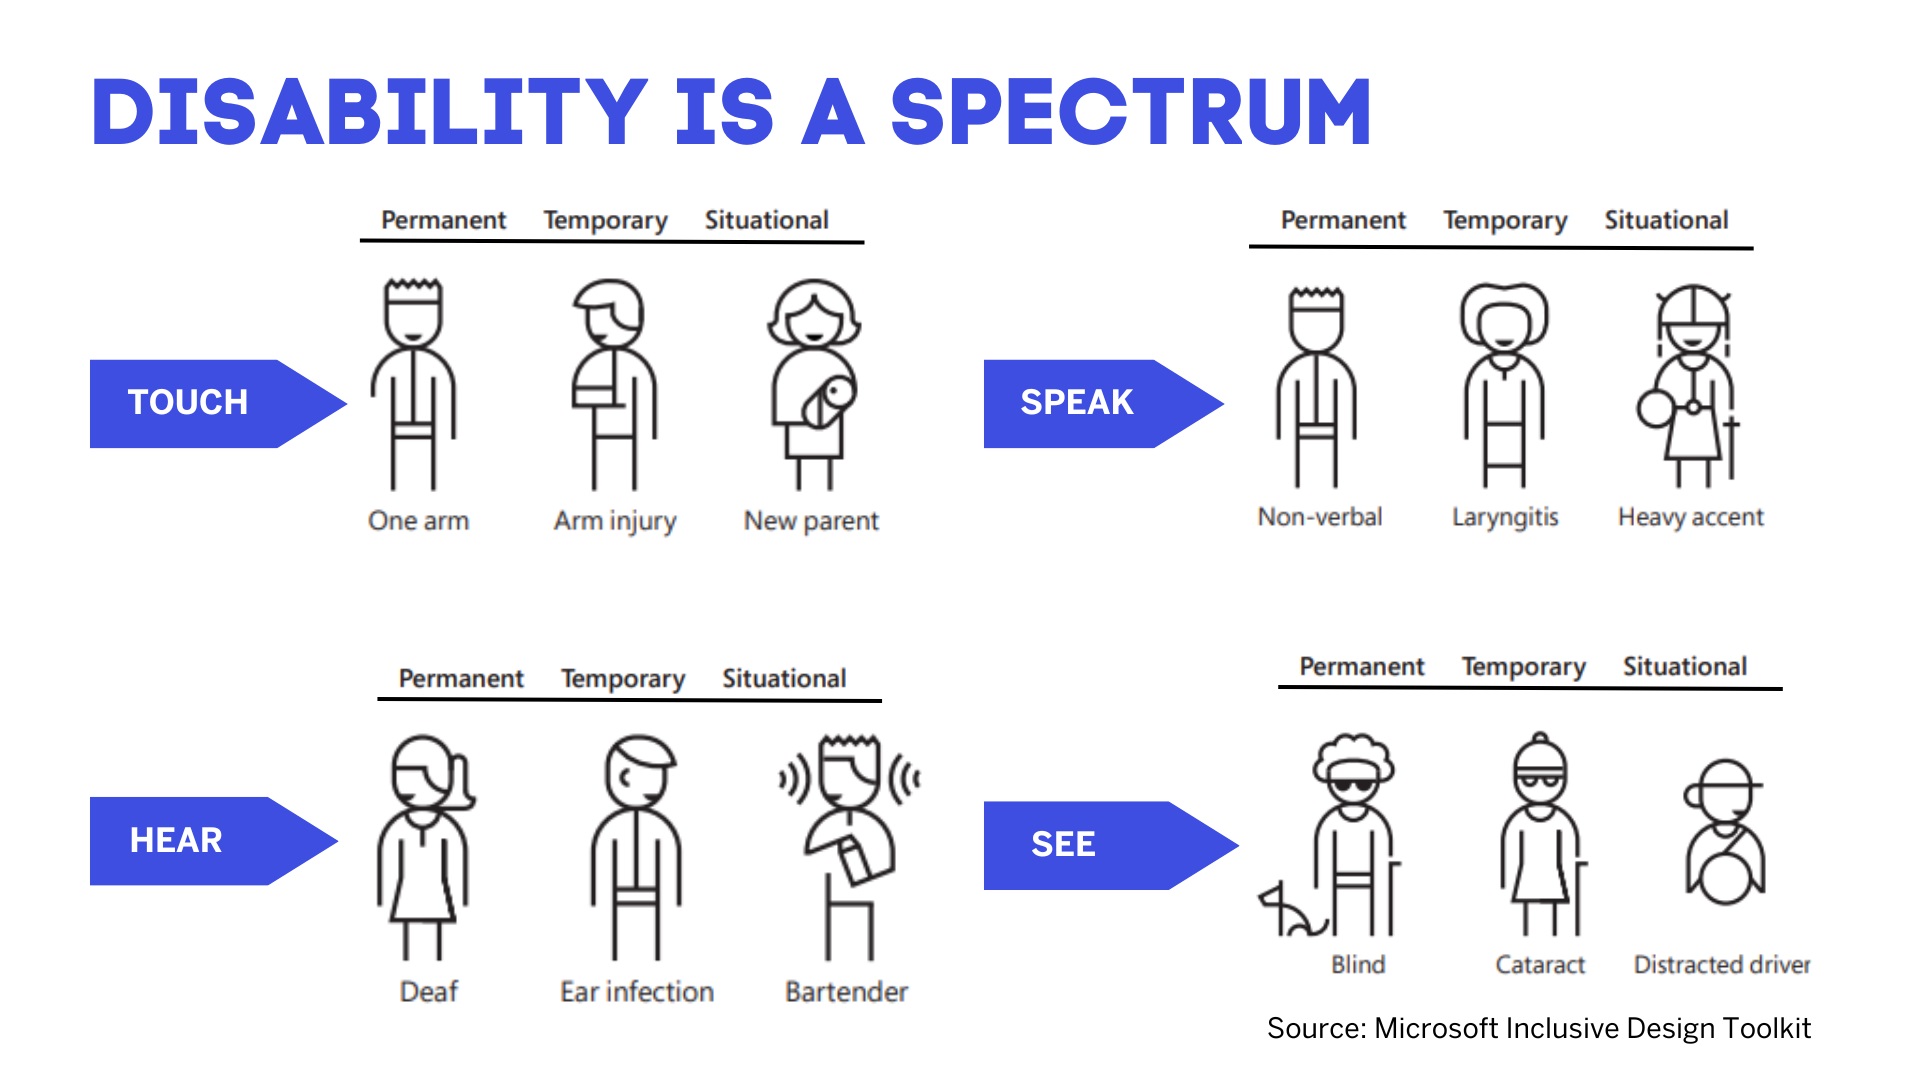 DISABILITY IS A SPECTRUM
Permanent Temporary Situational
TOUCH
One arm Arm injury New parent
Permanent Temporary Situational
SPEAK
Non-verbal Laryngitis Heavy accent
Permanent Temporary Situational
HEAR
Deaf Ear infection Bartender
Permanent Temporary Situational
SEE
Blind Cataract Distracted driver
Source: Microsoft Inclusive Design Toolkit